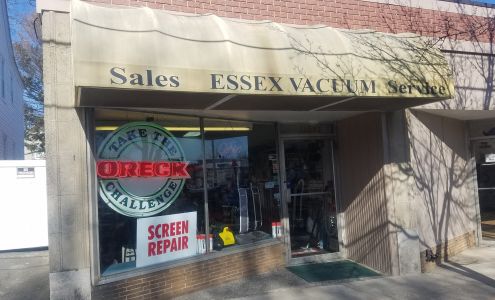 Sales ESSEX VACUUM Service
TAKE THE
ORECK
CHALLENGE
SCREEN
REPAIR